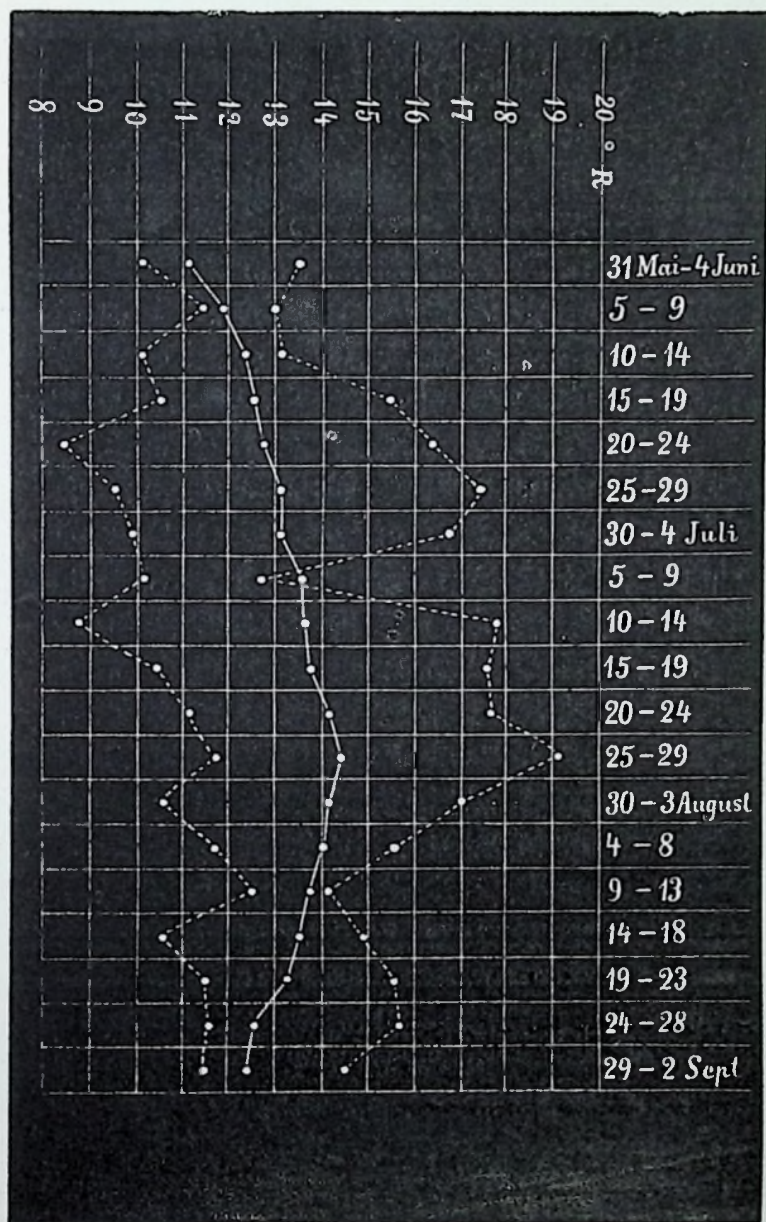 8 9 10 11 12 13 14 15 16 17 18 19 20° R
31 Mai-4 Juni
5 - 9
10 - 14
15 - 19
20 - 24
25 - 29
30 - 4 Juli
5 - 9
10 - 14
15 - 19
20 - 24
25 - 29
30 - 3 August
4 - 8
9 - 13
14 - 18
19 - 23
24 - 28
29 - 2 Sept